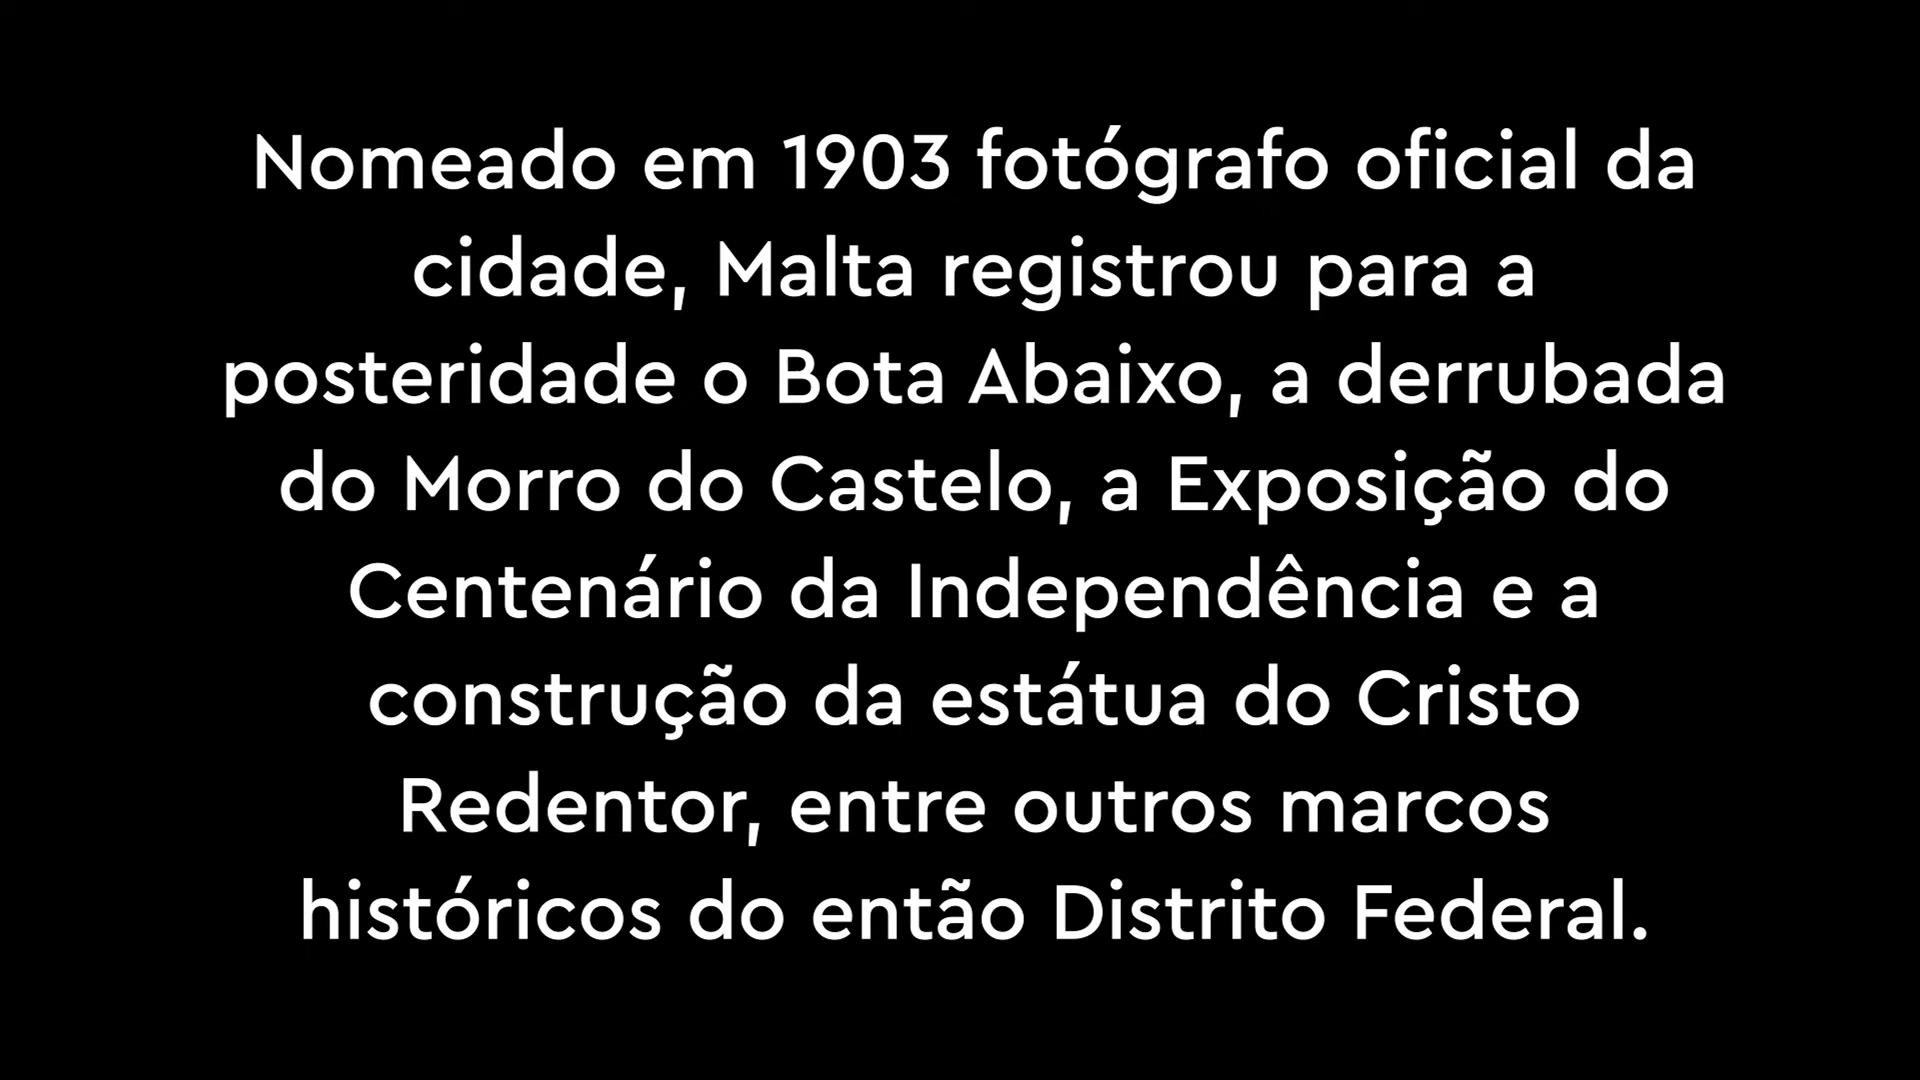 Nomeado em 1903 fotógrafo oficial da
cidade, Malta registrou para a
posteridade o Bota Abaixo, a derrubada
do Morro do Castelo, a Exposição do
Centenário da Independência e a
construção da estátua do Cristo
Redentor, entre outros marcos
históricos do então Distrito Federal.